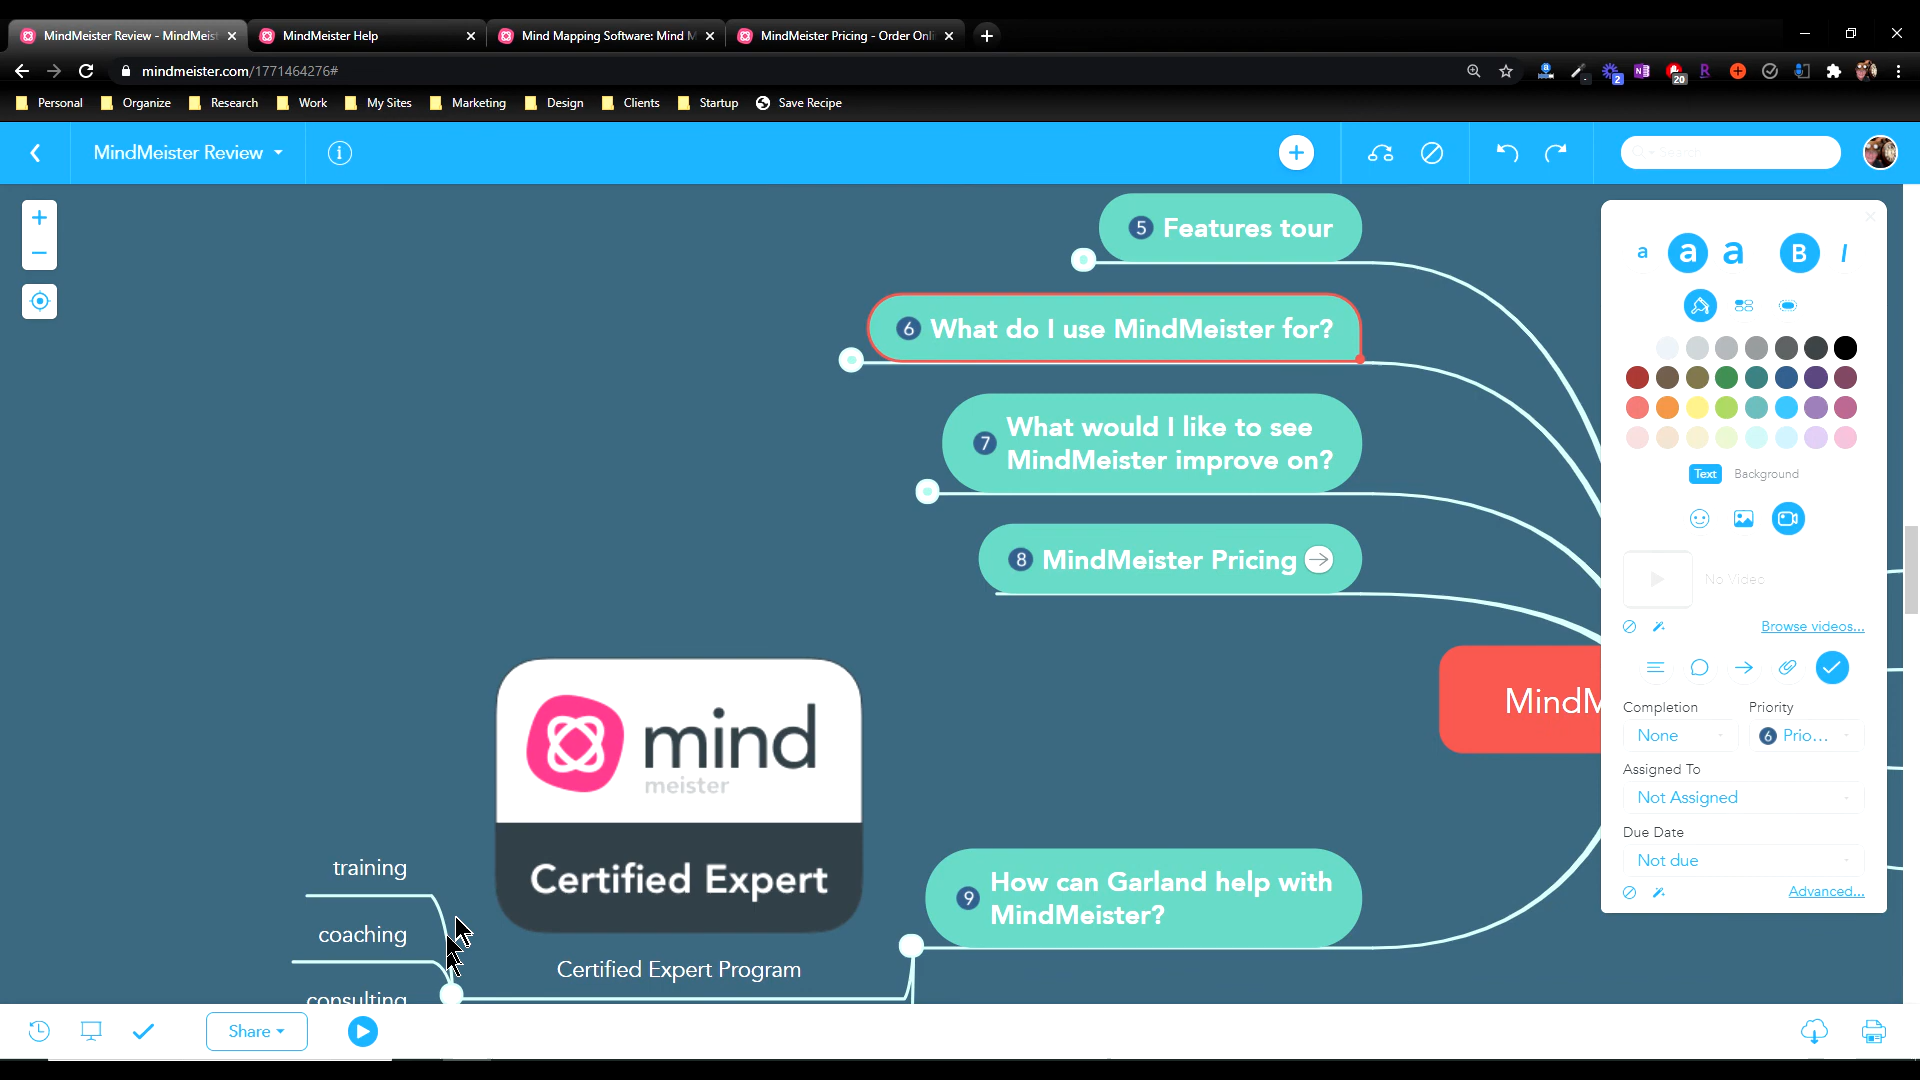 MindMeister Review - MindMeist
MindMeister Help
Mind Mapping Software: Mind M
MindMeister Pricing - Order Onli
mindmeister.com/1771464276#
2
20
Personal
Organize
Research
Work
My Sites
Marketing
Design
Clients
Startup
Save Recipe
MindMeister Review
Search
5 Features tour
6 What do I use MindMeister for?
7 What would I like to see
MindMeister improve on?
8 MindMeister Pricing
MindM
mind
meister
Certified Expert
Certified Expert Program
9 How can Garland help with
MindMeister?
training
coaching
consulting
a a a B I
Text Background
No Video
Browse videos...
Completion Priority
None 6 Prio...
Assigned To
Not Assigned
Due Date
Not due
Advanced...
Share